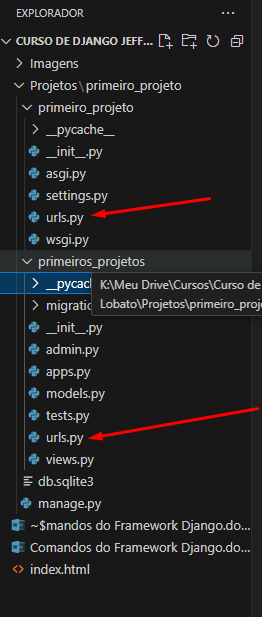 EXPLORADOR ...
CURSO DE DJANGO JEFF...
Imagens
Projetos\primeiro_projeto
primeiro_projeto
__pycache__
__init__.py
asgi.py
settings.py
urls.py
wsgi.py
primeiros_projetos
__pycac
K:\Meu Drive\Cursos\Curso de
migratio
Lobato\Projetos\primeiro_proje
__init__.py
admin.py
apps.py
models.py
tests.py
urls.py
views.py
db.sqlite3
manage.py
~$mandos do Framework Django.do...
Comandos do Framework Django.do...
index.html